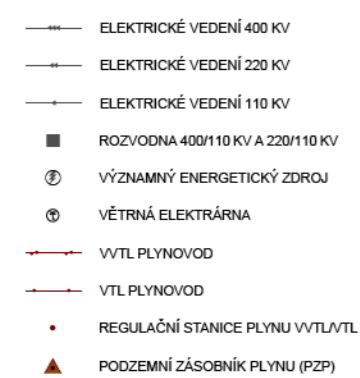 ELEKTRICKÉ VEDENÍ 400 KV
ELEKTRICKÉ VEDENÍ 220 KV
ELEKTRICKÉ VEDENÍ 110 KV
ROZVODNA 400/110 KV A 220/110 KV
VÝZNAMNÝ ENERGETICKÝ ZDROJ
VĚTRNÁ ELEKTRÁRNA
VVTL PLYNOVOD
VTL PLYNOVOD
REGULAČNÍ STANICE PLYNU VVTL/VTL
PODZEMNÍ ZÁSOBNÍK PLYNU (PZP)